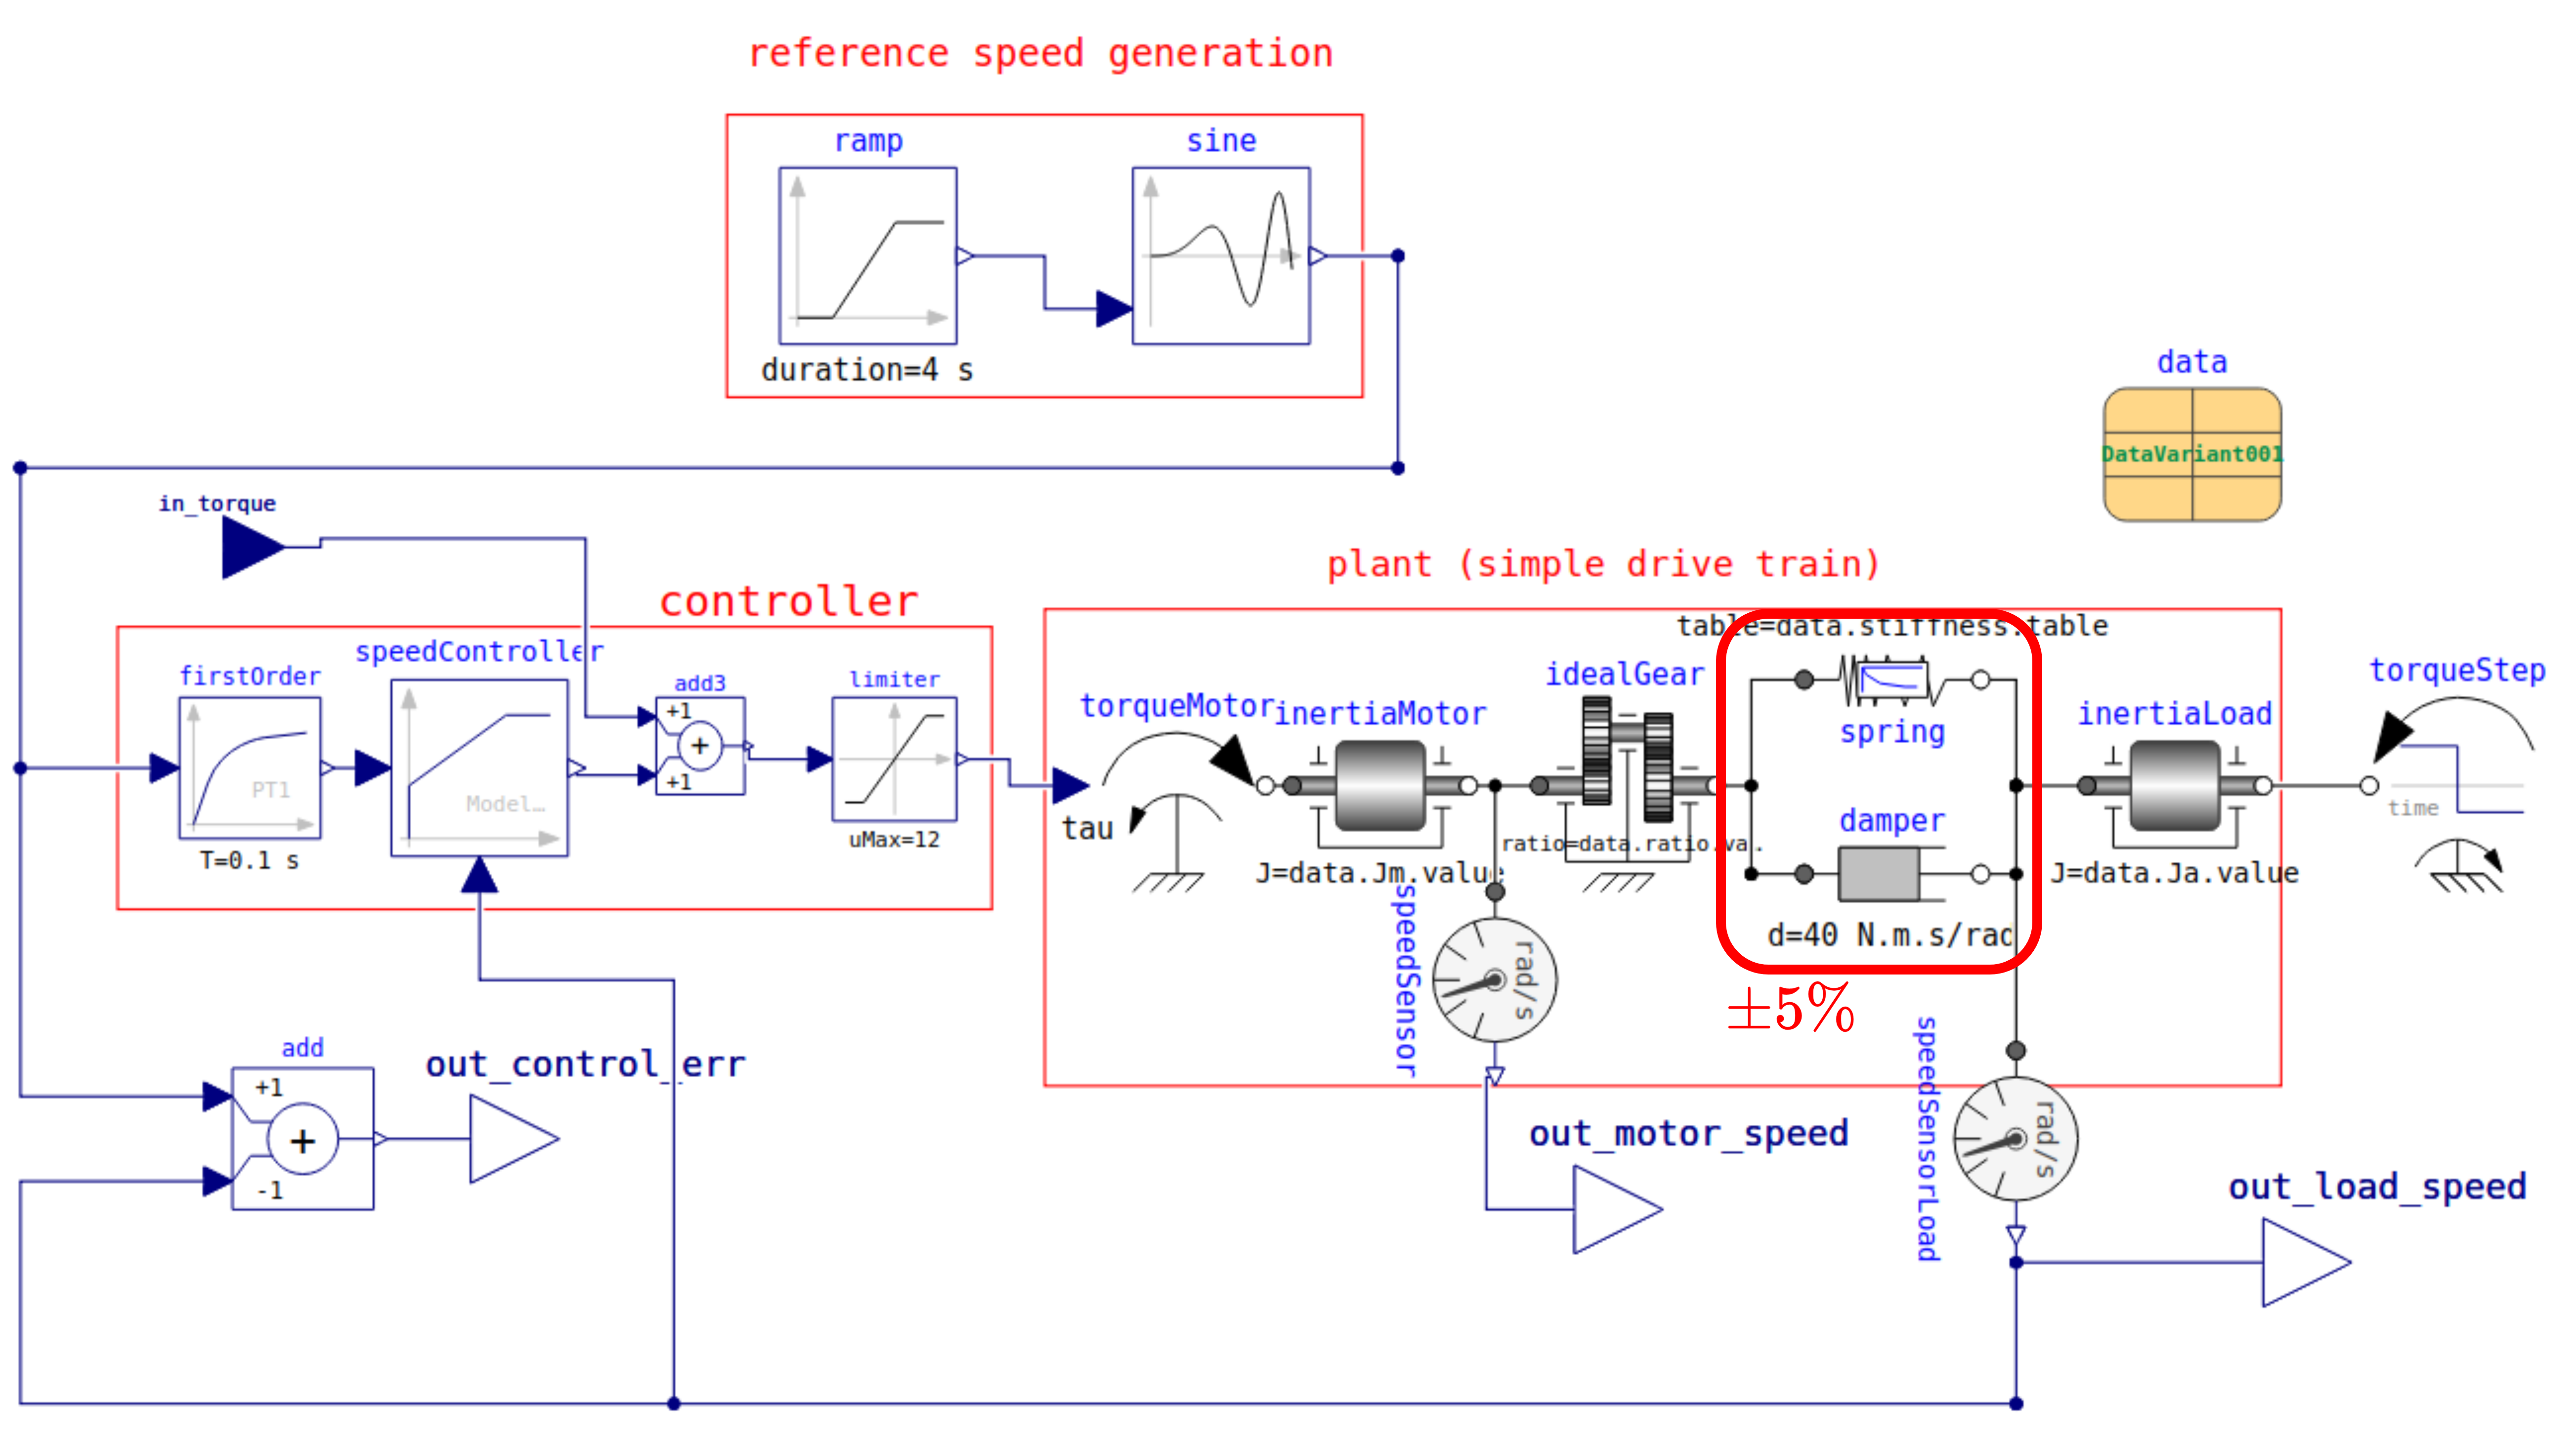 reference speed generation
ramp
sine
duration=4 s
data
DataVariant001
in_torque
plant (simple drive train)
controller
table=data.stiffness.table
speedController
firstOrder
add3
limiter
idealGear
torqueStep
torqueMotor
inertiaMotor
spring
inertiaLoad
+1
+
+1
PT1
Model…
time
tau
damper
T=0.1 s
uMax=12
ratio=data.ratio.va..
J=data.Jm.value
J=data.Ja.value
d=40 N.m.s/rad
speedSensor
rad/s
±5%
add
out_control_err
speedSensorLoad
rad/s
+1
+
-1
out_motor_speed
out_load_speed